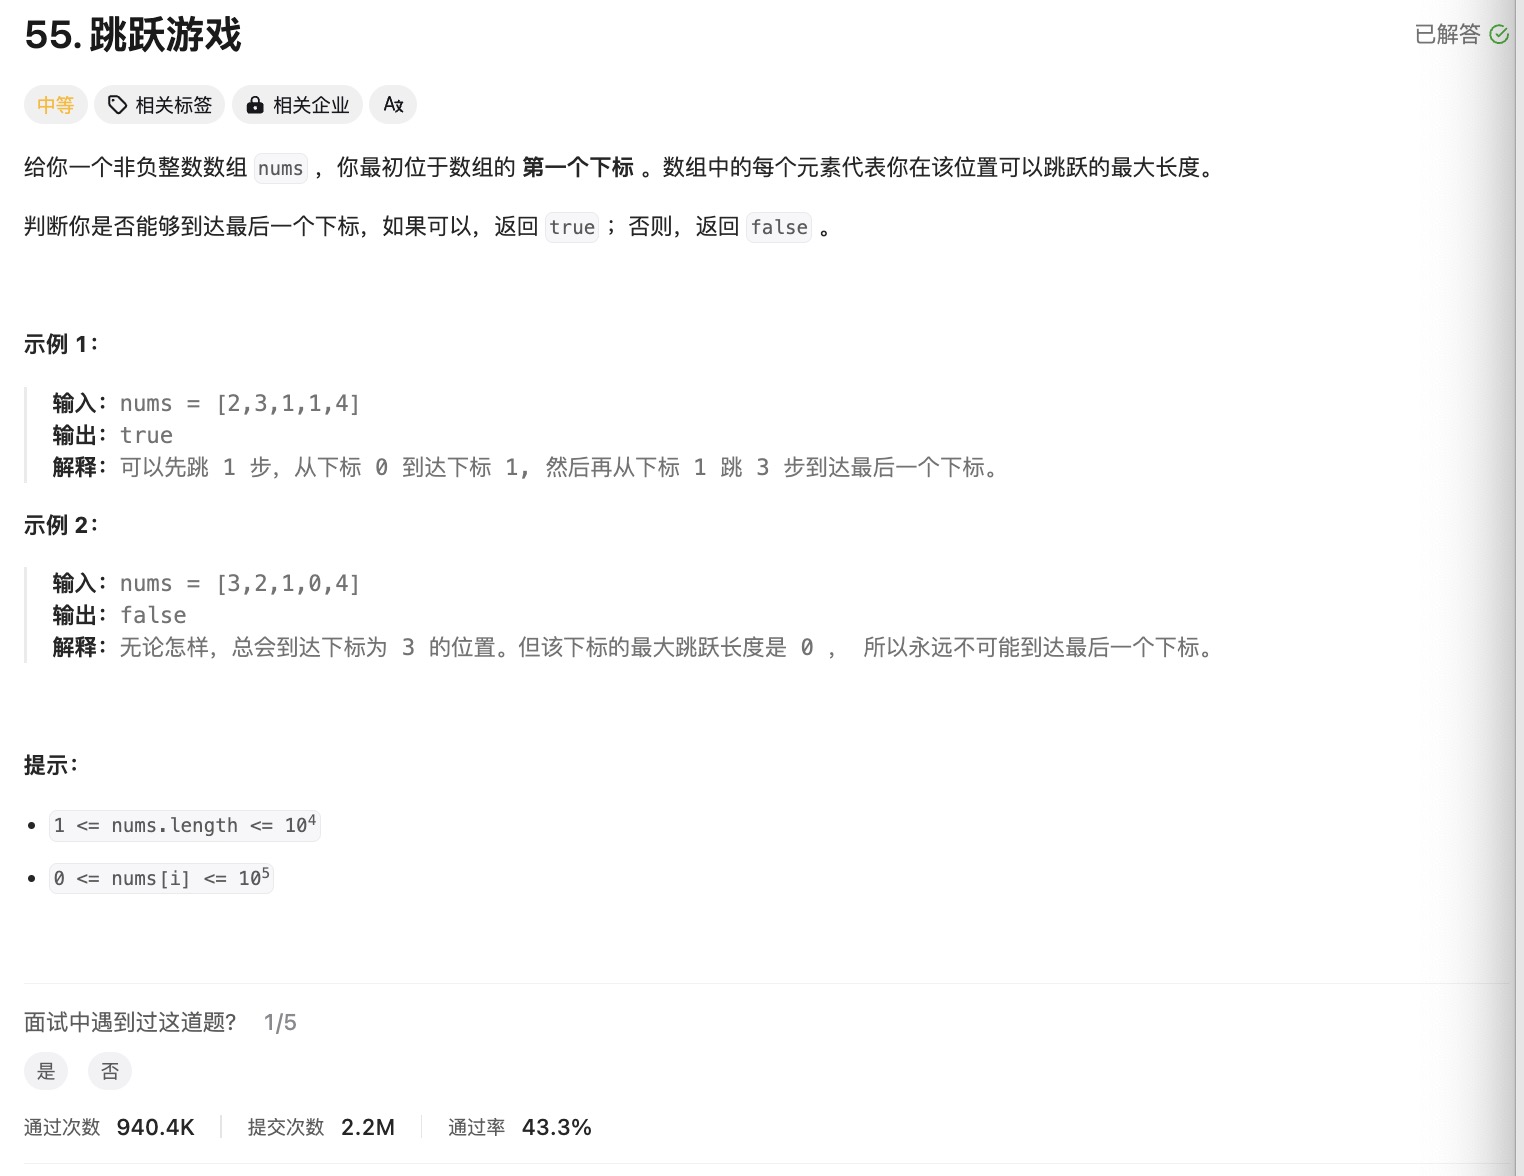 55. 跳跃游戏
已解答
中等 相关标签 相关企业 A文
给你一个非负整数数组 nums ，你最初位于数组的 第一个下标 。数组中的每个元素代表你在该位置可以跳跃的最大长度。
判断你是否能够到达最后一个下标，如果可以，返回 true ；否则，返回 false 。
示例 1：
输入：nums = [2,3,1,1,4]
输出：true
解释：可以先跳 1 步，从下标 0 到达下标 1, 然后再从下标 1 跳 3 步到达最后一个下标。
示例 2：
输入：nums = [3,2,1,0,4]
输出：false
解释：无论怎样，总会到达下标为 3 的位置。但该下标的最大跳跃长度是 0 ， 所以永远不可能到达最后一个下标。
提示：
1 <= nums.length <= 10⁴
0 <= nums[i] <= 10⁵
面试中遇到过这道题? 1/5
是 否
通过次数 940.4K 提交次数 2.2M 通过率 43.3%